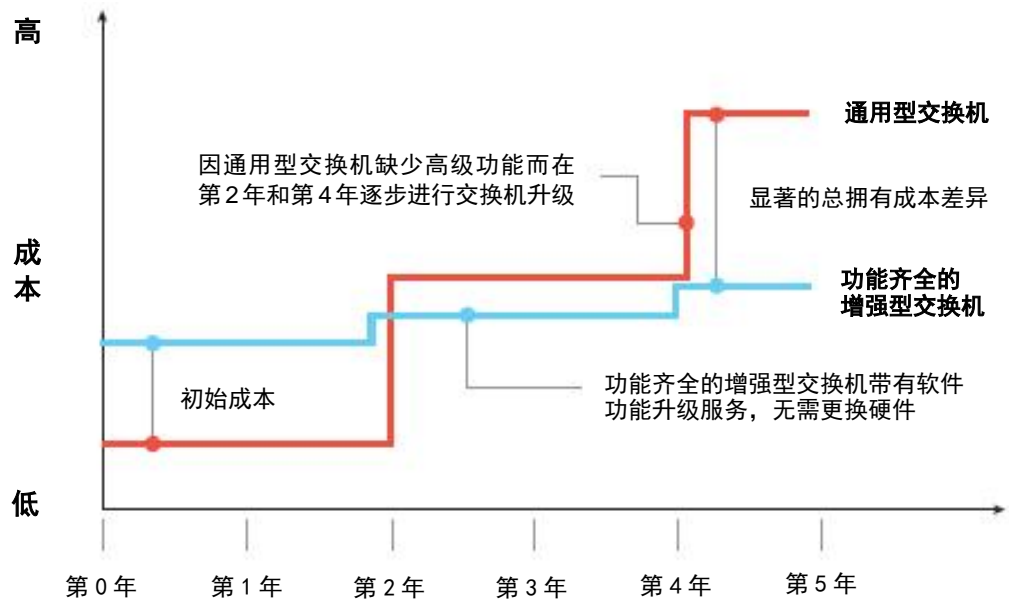 高
通用型交换机
因通用型交换机缺少高级功能而在
第2年和第4年逐步进行交换机升级
显著的总拥有成本差异
成
本
功能齐全的
增强型交换机
初始成本
功能齐全的增强型交换机带有软件
功能升级服务，无需更换硬件
低
第0年 第1年 第2年 第3年 第4年 第5年